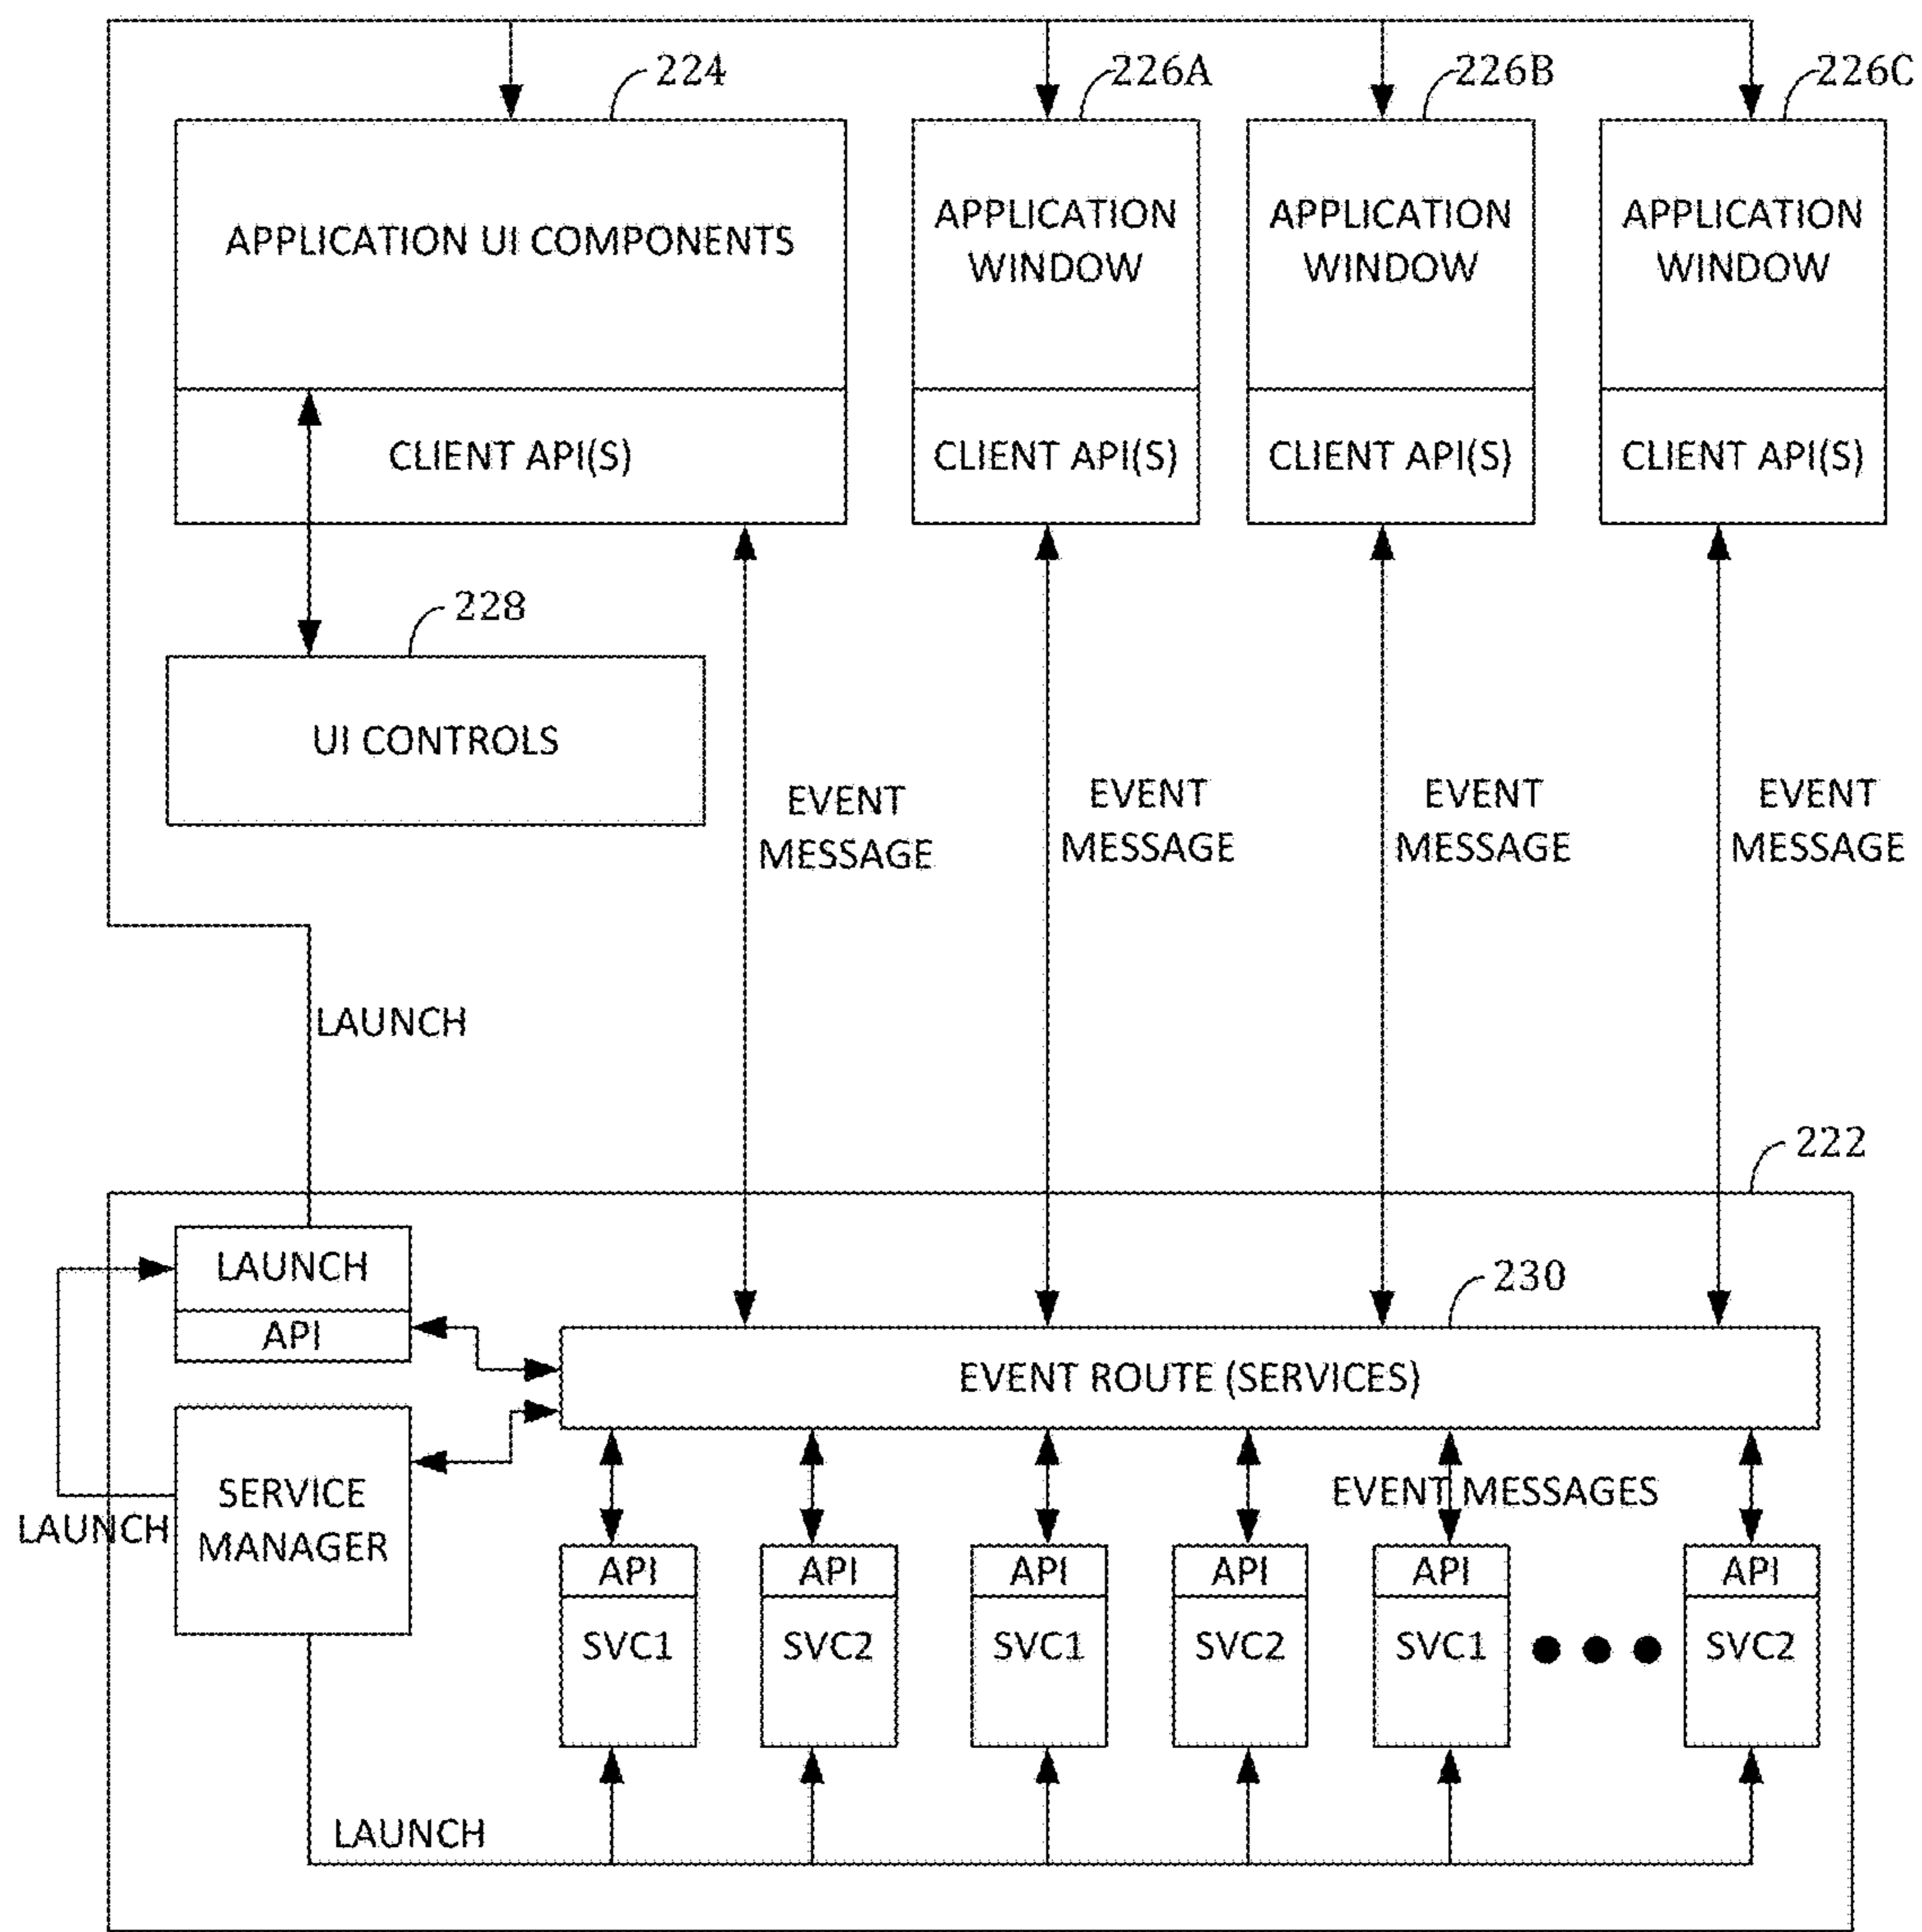 224
226A
226B
226C
APPLICATION UI COMPONENTS
APPLICATION
WINDOW
APPLICATION
WINDOW
APPLICATION
WINDOW
CLIENT API(S)
CLIENT API(S)
CLIENT API(S)
CLIENT API(S)
228
UI CONTROLS
EVENT
MESSAGE
EVENT
MESSAGE
EVENT
MESSAGE
EVENT
MESSAGE
LAUNCH
222
LAUNCH
API
230
EVENT ROUTE (SERVICES)
SERVICE
MANAGER
LAUNCH
EVENT MESSAGES
API
SVC1
API
SVC2
API
SVC1
API
SVC2
API
SVC1
API
SVC2
LAUNCH